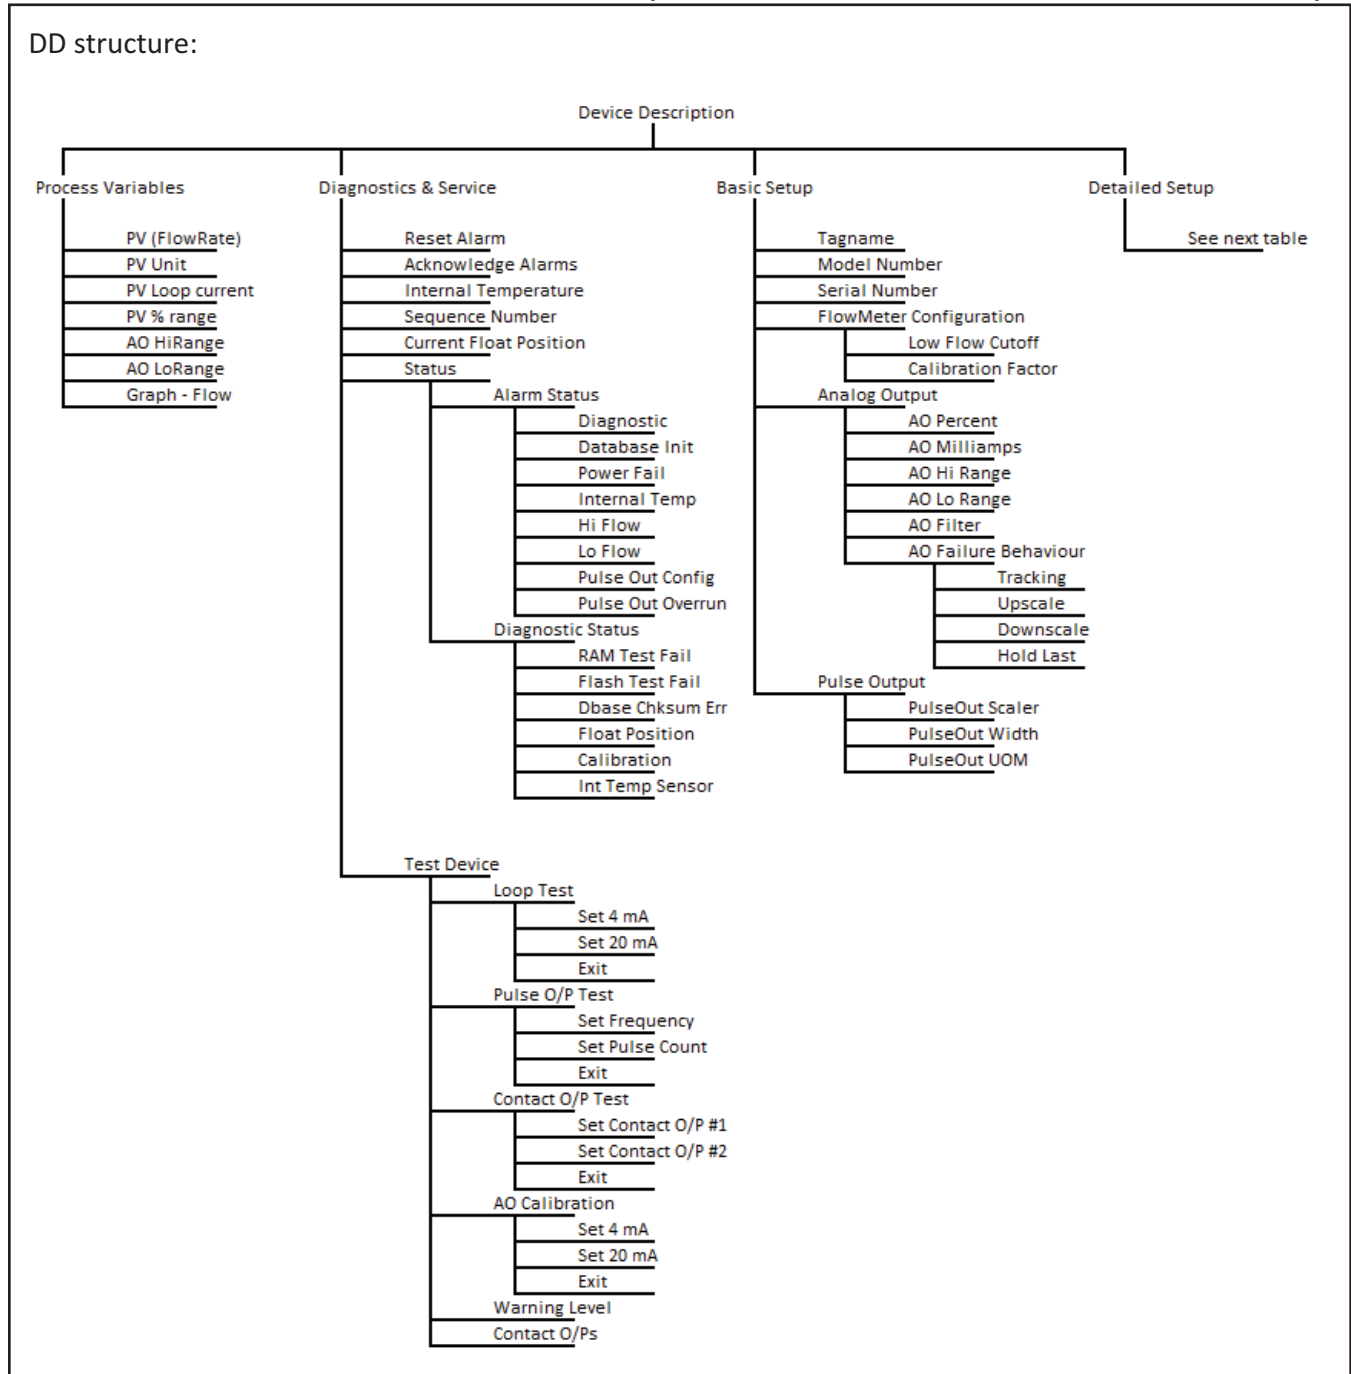 DD structure:
Device Description
Process Variables
PV (FlowRate)
PV Unit
PV Loop current
PV % range
AO HiRange
AO LoRange
Graph - Flow
Diagnostics & Service
Reset Alarm
Acknowledge Alarms
Internal Temperature
Sequence Number
Current Float Position
Status
Alarm Status
Diagnostic
Database Init
Power Fail
Internal Temp
Hi Flow
Lo Flow
Pulse Out Config
Pulse Out Overrun
Diagnostic Status
RAM Test Fail
Flash Test Fail
Dbase Chksum Err
Float Position
Calibration
Int Temp Sensor
Test Device
Loop Test
Set 4 mA
Set 20 mA
Exit
Pulse O/P Test
Set Frequency
Set Pulse Count
Exit
Contact O/P Test
Set Contact O/P #1
Set Contact O/P #2
Exit
AO Calibration
Set 4 mA
Set 20 mA
Exit
Warning Level
Contact O/Ps
Basic Setup
Tagname
Model Number
Serial Number
FlowMeter Configuration
Low Flow Cutoff
Calibration Factor
Analog Output
AO Percent
AO Milliamps
AO Hi Range
AO Lo Range
AO Filter
AO Failure Behaviour
Tracking
Upscale
Downscale
Hold Last
Pulse Output
PulseOut Scaler
PulseOut Width
PulseOut UOM
Detailed Setup
See next table